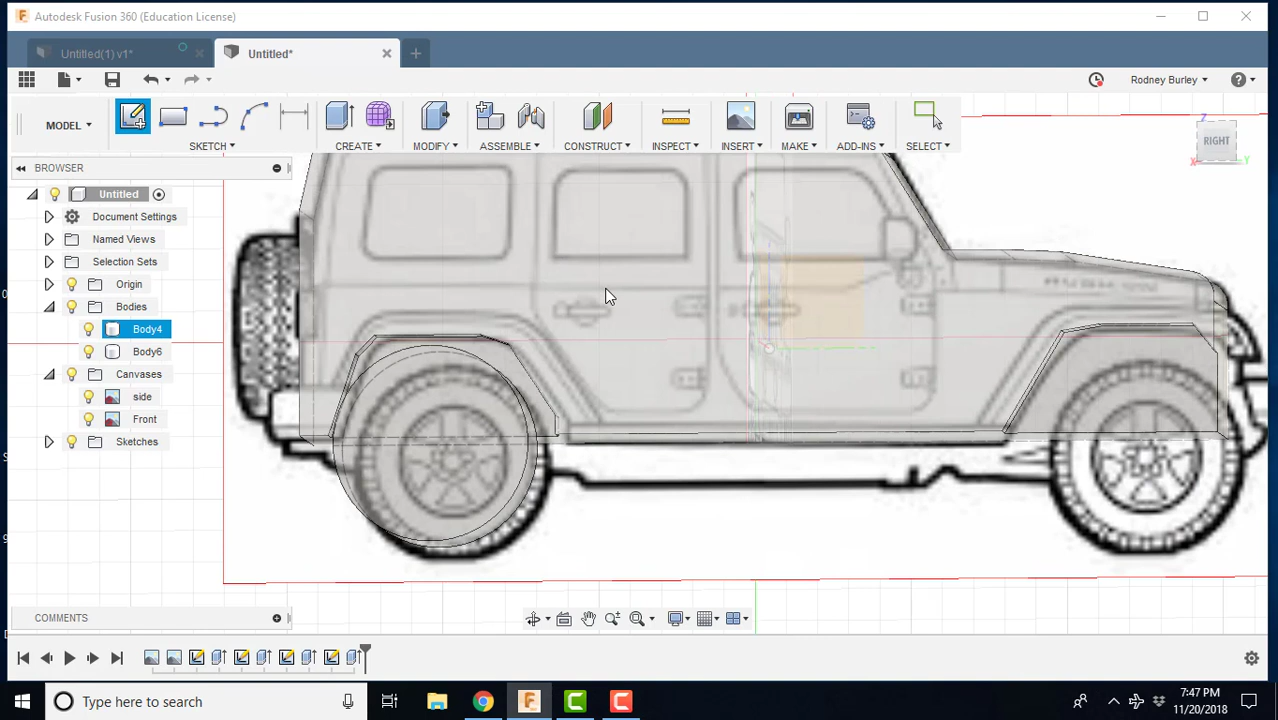 Autodesk Fusion 360 (Education License)
Untitled(1) v1*
Untitled*
Rodney Burley
MODEL
SKETCH
CREATE
MODIFY
ASSEMBLE
CONSTRUCT
INSPECT
INSERT
MAKE
ADD-INS
SELECT
Z
RIGHT
X
Y
BROWSER
Untitled
Document Settings
Named Views
Selection Sets
Origin
Bodies
Body4
Body6
Canvases
side
Front
Sketches
COMMENTS
Type here to search
7:47 PM
11/20/2018